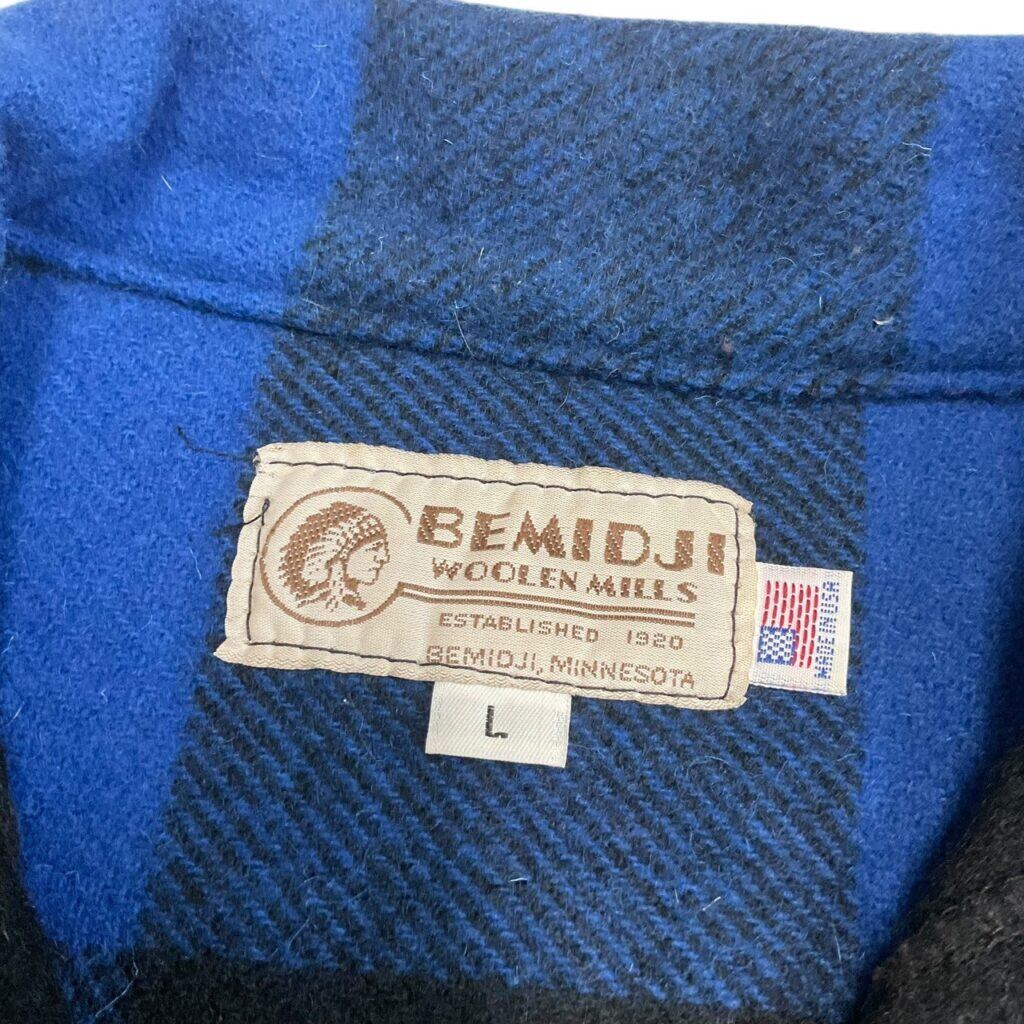 BEMIDJI
WOOLEN MILLS
ESTABLISHED 1920
BEMIDJI, MINNESOTA
MADE IN USA
L